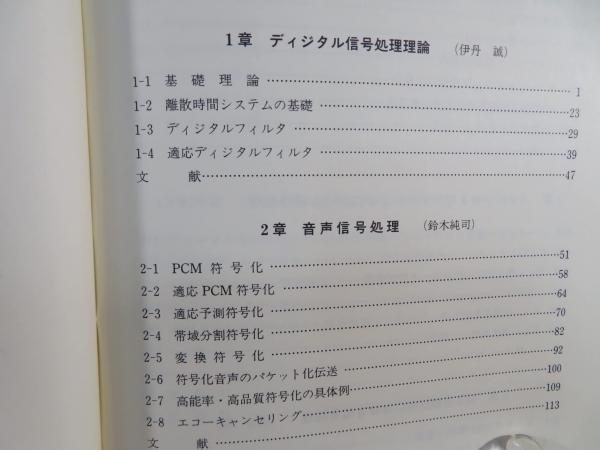 1章 ディジタル信号処理理論 (伊丹 誠)
1-1 基礎理論 1
1-2 離散時間システムの基礎 23
1-3 ディジタルフィルタ 29
1-4 適応ディジタルフィルタ 39
文献 47
2章 音声信号処理 (鈴木純司)
2-1 PCM符号化 51
2-2 適応PCM符号化 58
2-3 適応予測符号化 64
2-4 帯域分割符号化 70
2-5 変換符号化 82
2-6 符号化音声のパケット化伝送 92
2-7 高能率・高品質符号化の具体例 100
2-8 エコーキャンセリング 109
文献 113